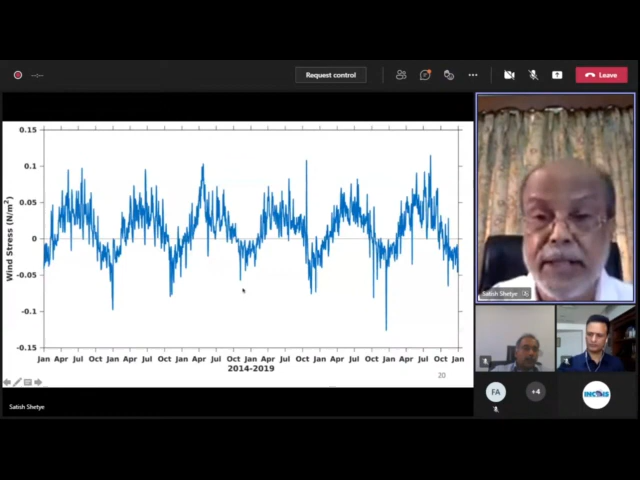 --:--
Request control
Leave
0.15
0.1
0.05
0
-0.05
-0.1
-0.15
Wind Stress (N/m²)
Jan Apr Jul Oct Jan Apr Jul Oct Jan Apr Jul Oct Jan Apr Jul Oct Jan Apr Jul Oct Jan Apr Jul Oct Jan
2014-2019
20
Satish Shetye
Satish Shetye
FA
+4
INCOIS